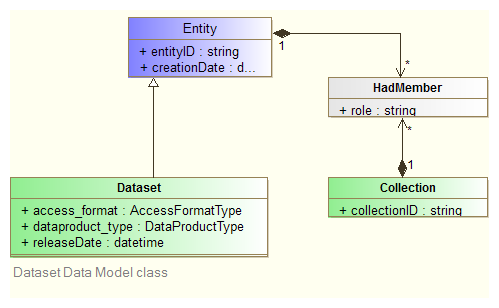 Entity
+ entityID : string
+ creationDate : d...
1
*
HadMember
+ role : string
*
1
Dataset
+ access_format : AccessFormatType
+ dataproduct_type : DataProductType
+ releaseDate : datetime
Collection
+ collectionID : string
Dataset Data Model class